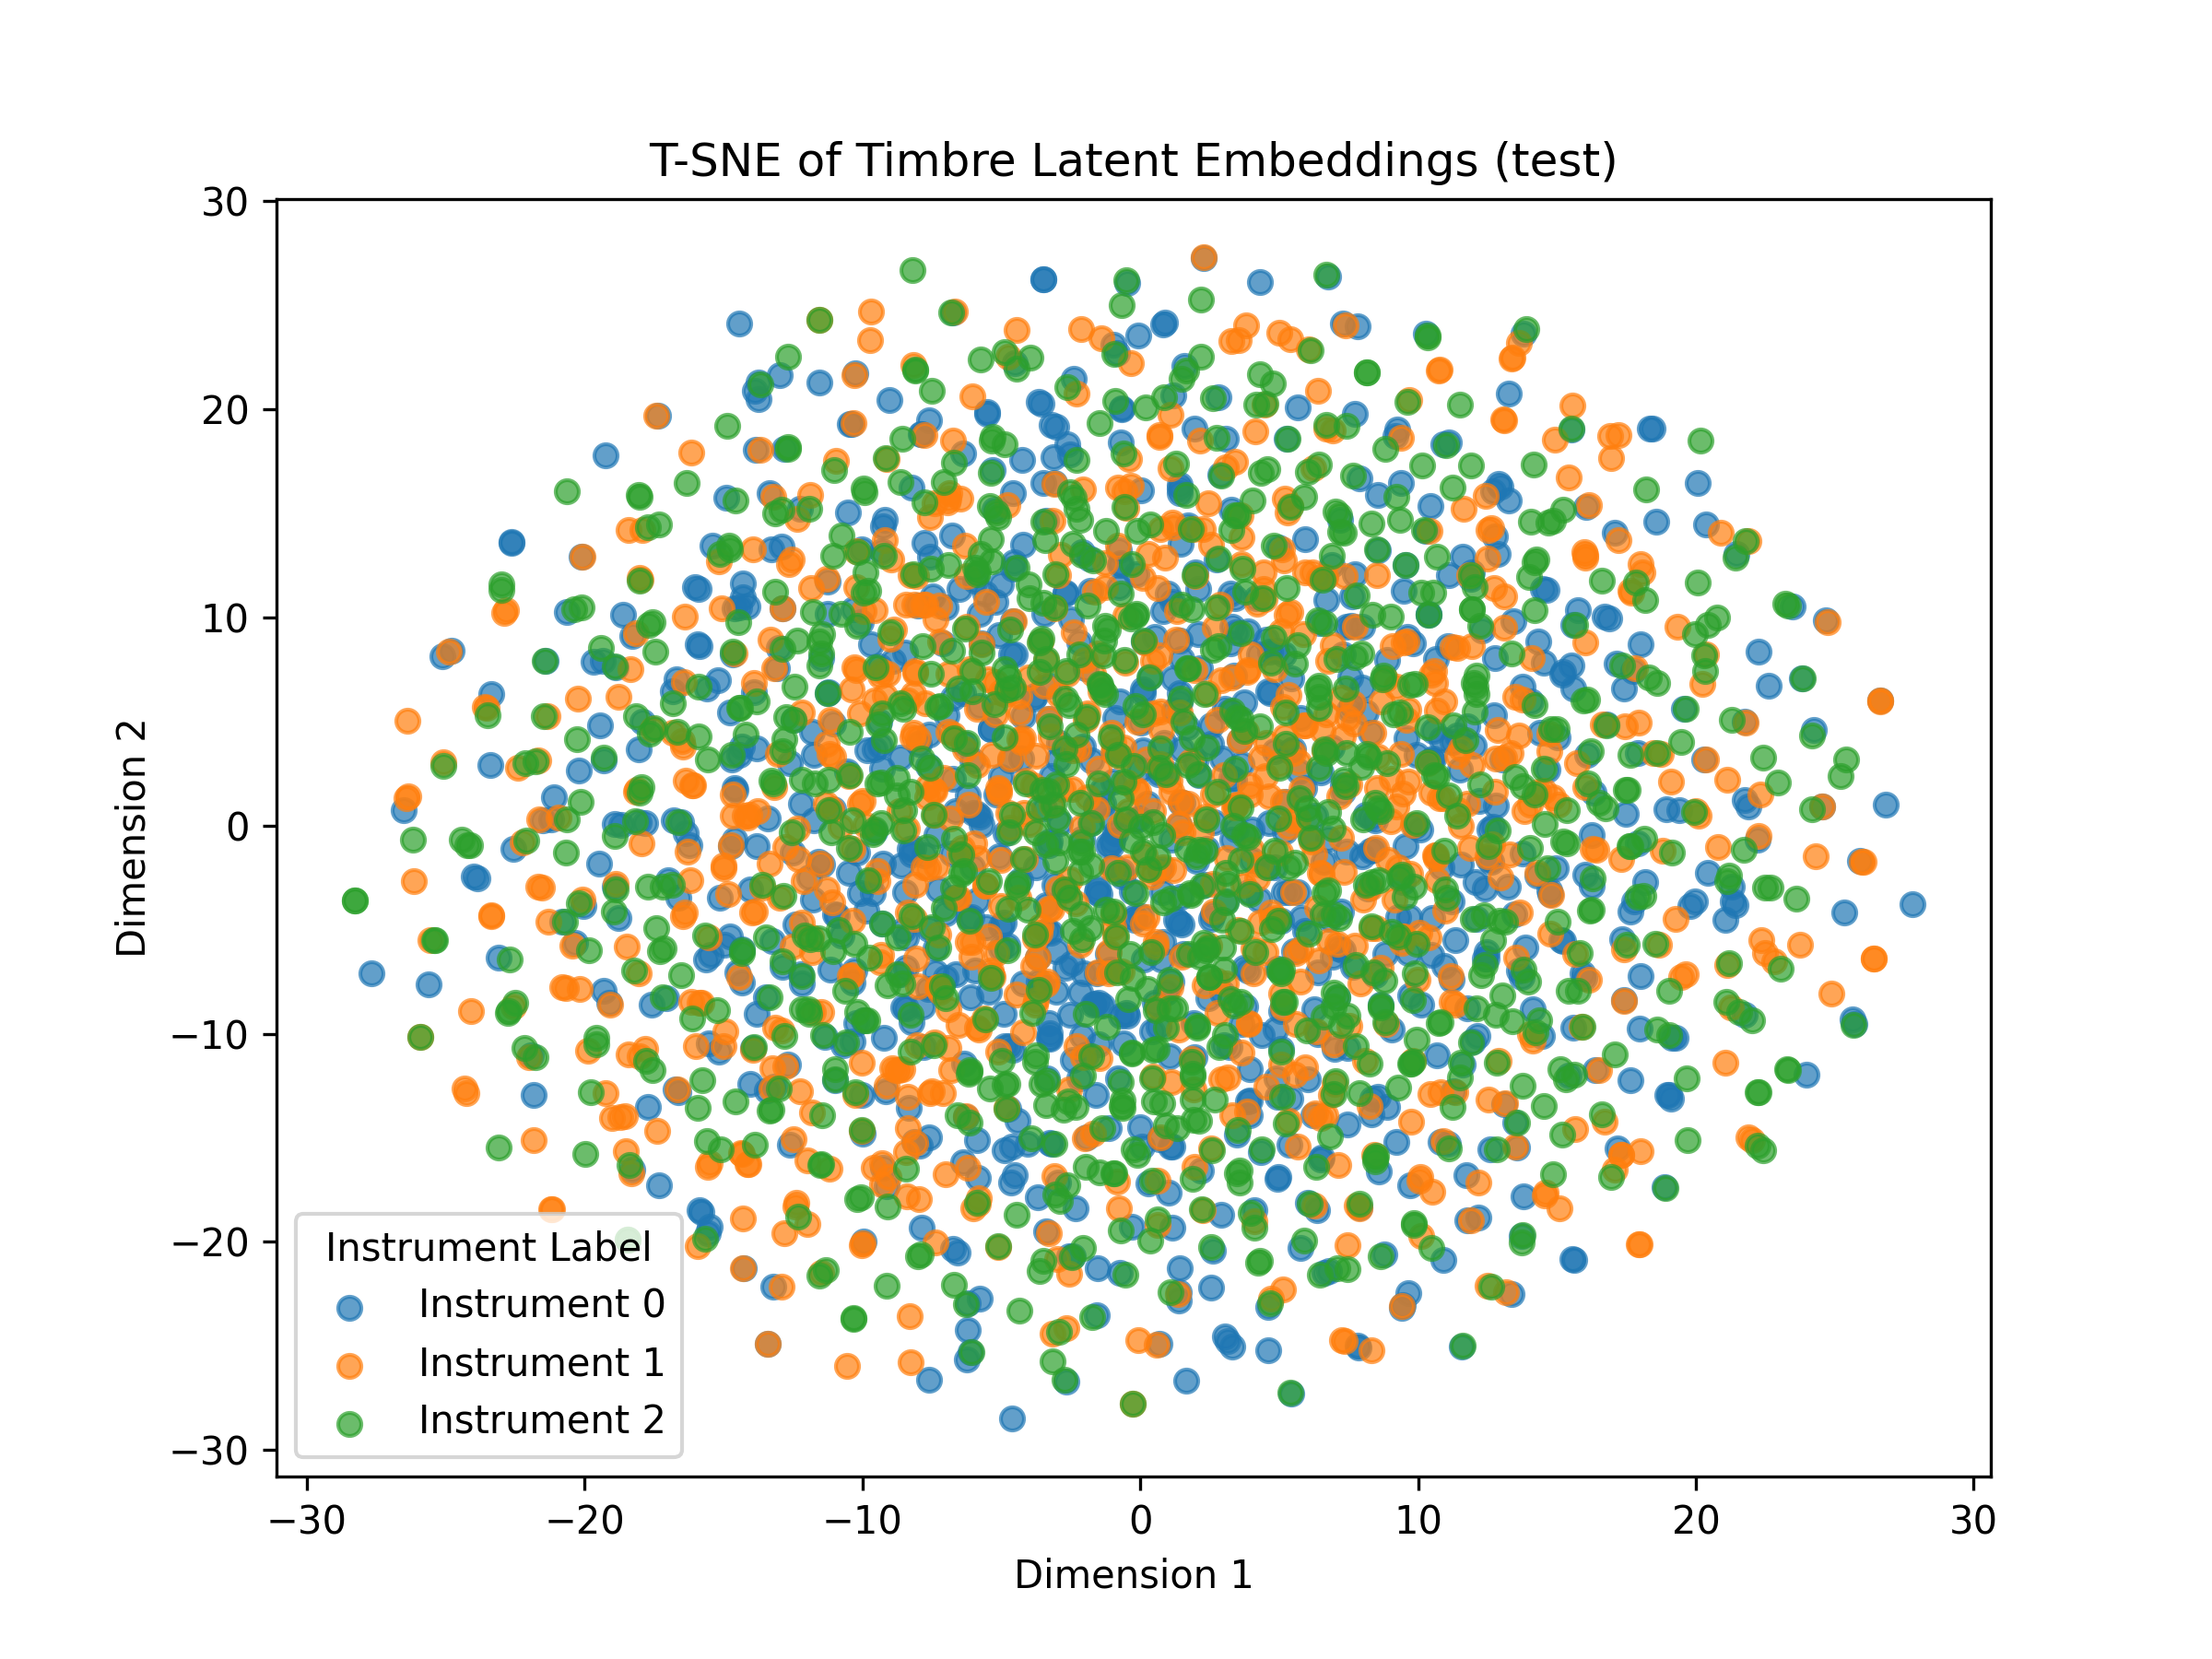 T-SNE of Timbre Latent Embeddings (test)
30
20
10
0
−10
−20
−30
Dimension 2
Instrument Label
Instrument 0
Instrument 1
Instrument 2
−30 −20 −10 0 10 20 30
Dimension 1